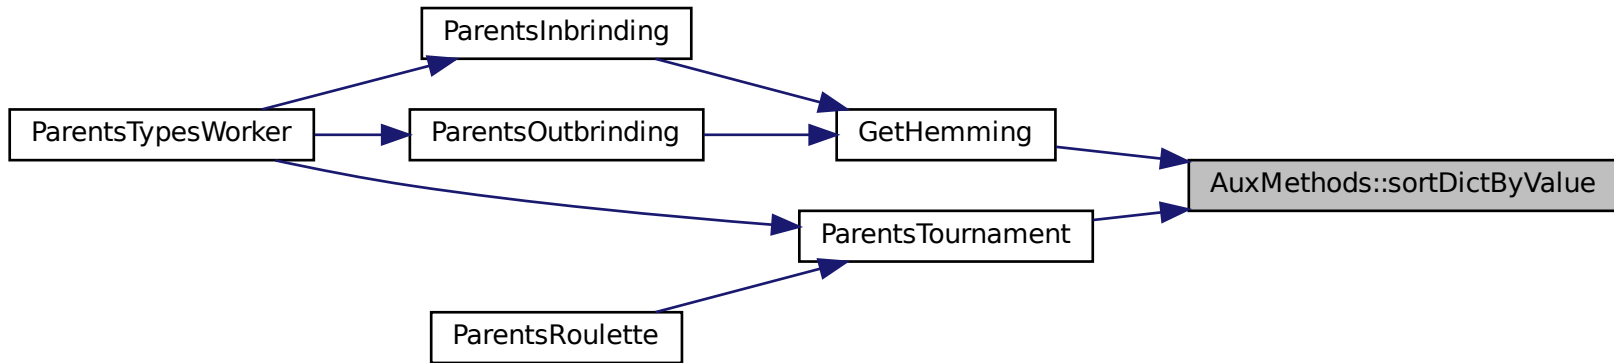 ParentsInbrinding
ParentsTypesWorker
ParentsOutbrinding
GetHemming
AuxMethods::sortDictByValue
ParentsTournament
ParentsRoulette